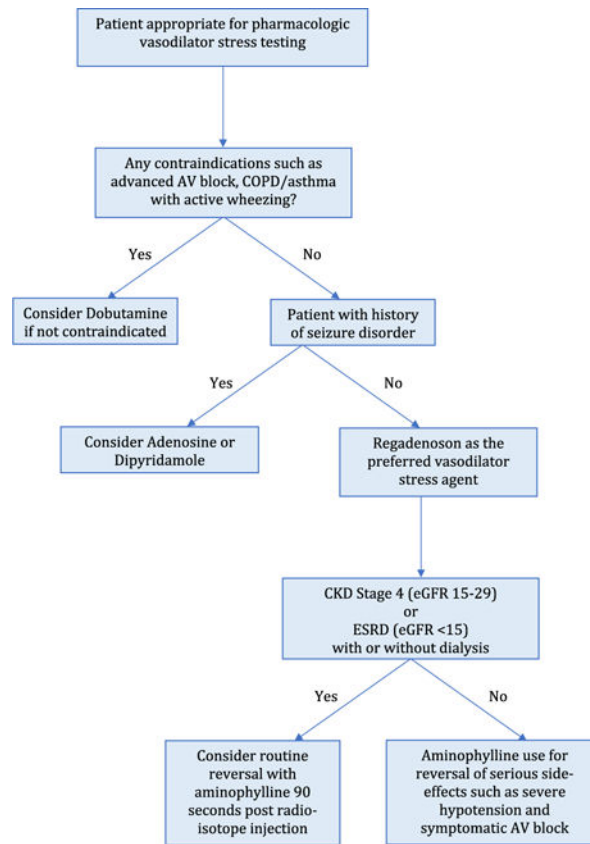 Patient appropriate for pharmacologic
vasodilator stress testing
Any contraindications such as
advanced AV block, COPD/asthma
with active wheezing?
Yes
No
Consider Dobutamine
if not contraindicated
Patient with history
of seizure disorder
Yes
No
Consider Adenosine or
Dipyridamole
Regadenoson as the
preferred vasodilator
stress agent
CKD Stage 4 (eGFR 15-29)
or
ESRD (eGFR <15)
with or without dialysis
Yes
No
Consider routine
reversal with
aminophylline 90
seconds post radio-
isotope injection
Aminophylline use for
reversal of serious side-
effects such as severe
hypotension and
symptomatic AV block